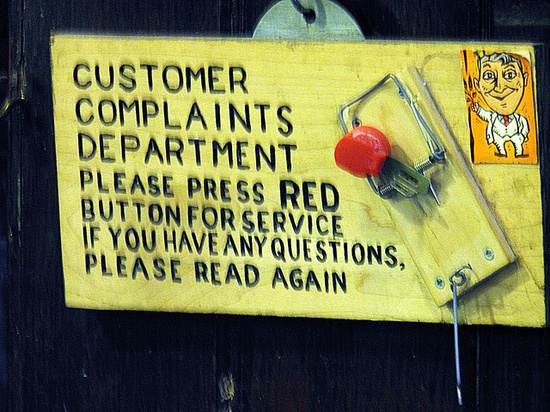 CUSTOMER
COMPLAINTS
DEPARTMENT
PLEASE PRESS RED
BUTTON FOR SERVICE
IF YOU HAVE ANY QUESTIONS,
PLEASE READ AGAIN